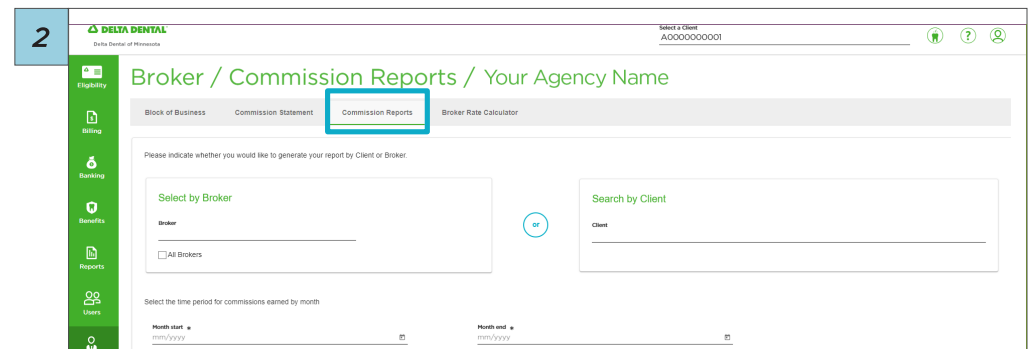 2
DELTA DENTAL
Delta Dental of Minnesota
Select a Client
A0000000001
?
Eligibility
Broker / Commission Reports / Your Agency Name
Block of Business Commission Statement Commission Reports Broker Rate Calculator
Billing
Please indicate whether you would like to generate your report by Client or Broker.
Banking
Select by Broker
Search by Client
Benefits
Broker
or
Client
All Brokers
Reports
Users
Select the time period for commissions earned by month
Month start *
Month end *
mm/yyyy
mm/yyyy